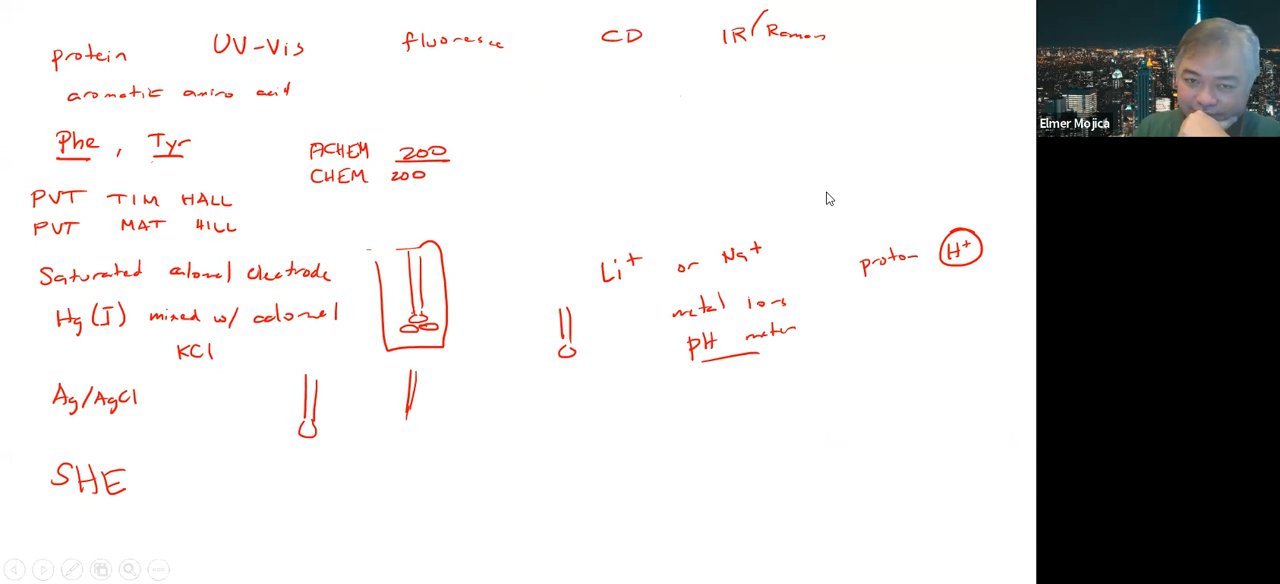 protein UV-Vis fluoresce CD IR/Raman
aromatic amino acid
Elmer Mojica
Phe, Tyr
ACHEM 200
CHEM 200
PVT TIM HALL
PVT MAT HILL
Saturated calomel electrode
Li+ or Na+
proton H+
Hg(I) mixed w/ calomel
metal ions
KCl
pH meter
Ag/AgCl
SHE